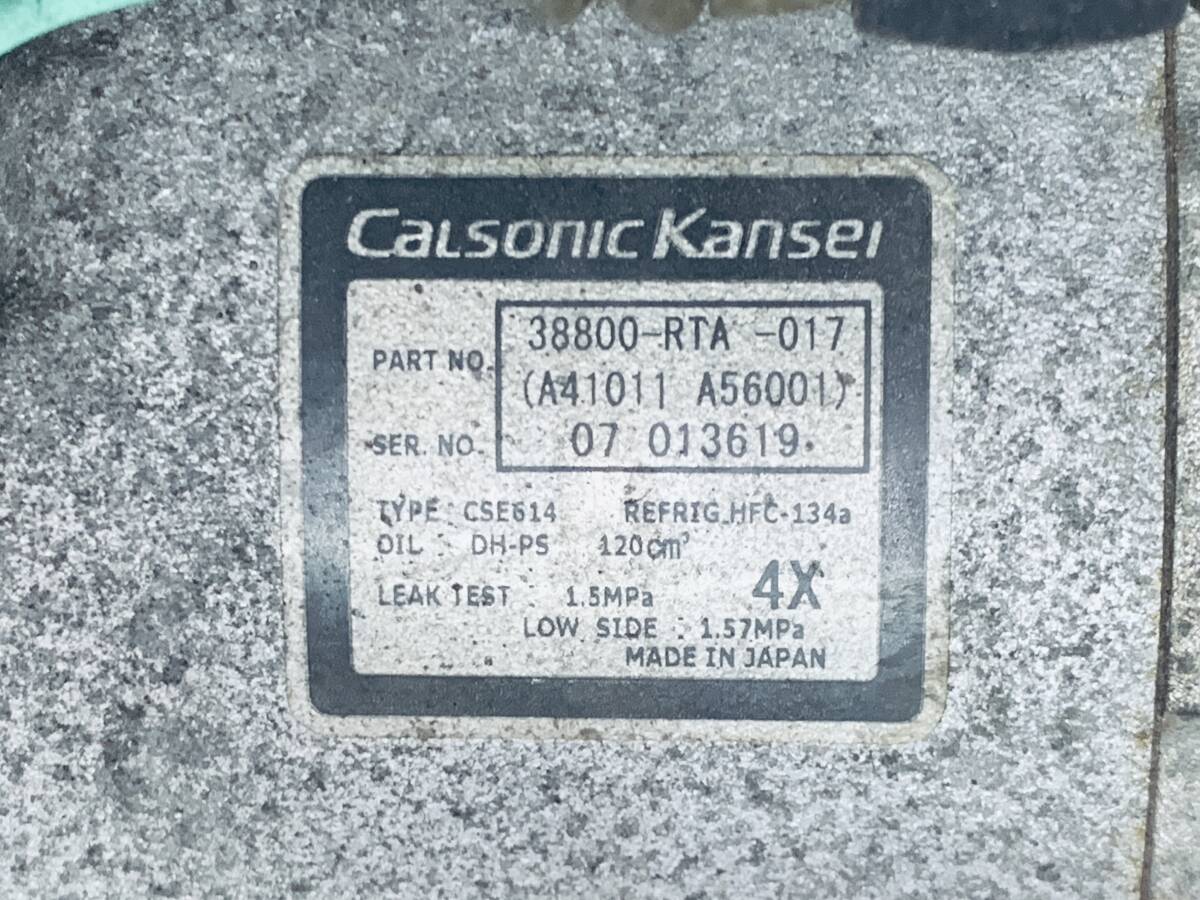 CalsonicKansei
38800-RTA -017
PART NO.
(A41011 A56001)
SER. NO. 07 013619
TYPE : CSE614 REFRIG.HFC-134a
OIL : DH-PS 120cm³
4X
LEAK TEST : 1.5MPa
LOW SIDE : 1.57MPa
MADE IN JAPAN